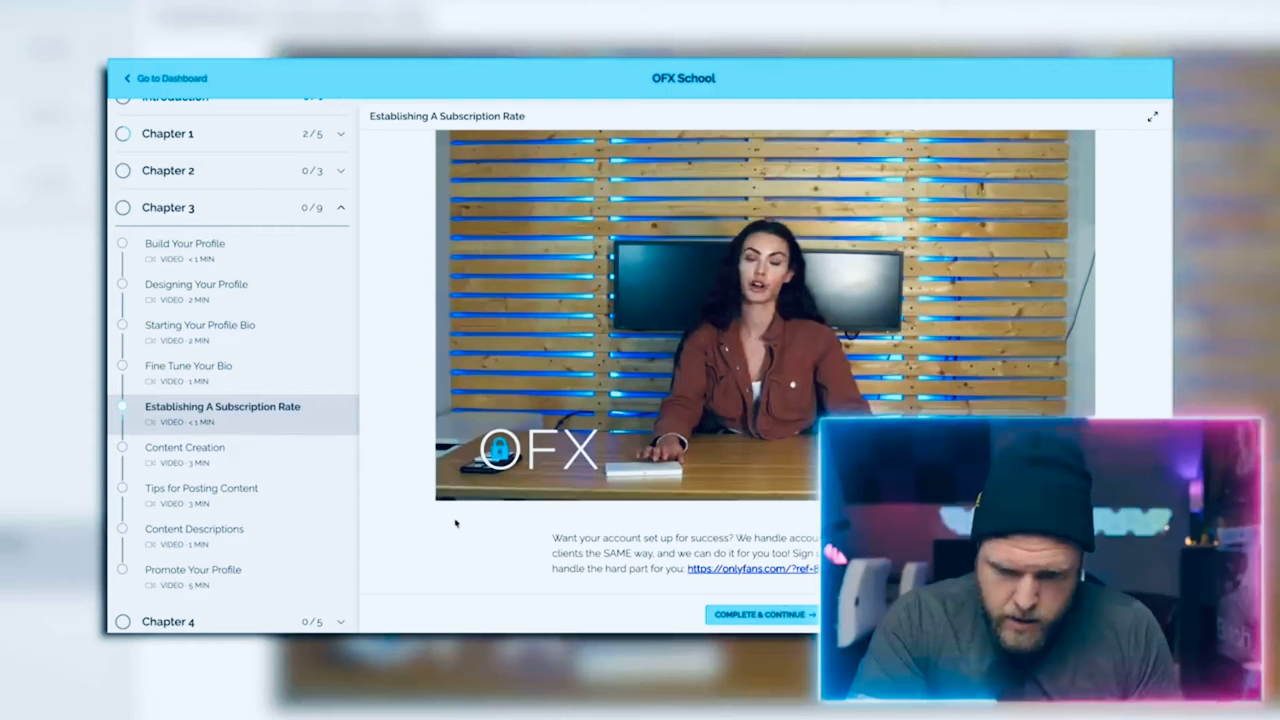 Go to Dashboard
OFX School
Introduction
Chapter 1
2/5
Chapter 2
0/3
Chapter 3
0/9
Build Your Profile
VIDEO · < 1 MIN
Designing Your Profile
VIDEO · 2 MIN
Starting Your Profile Bio
VIDEO · 2 MIN
Fine Tune Your Bio
VIDEO · 1 MIN
Establishing A Subscription Rate
VIDEO · < 1 MIN
Content Creation
VIDEO · 3 MIN
Tips for Posting Content
VIDEO · 3 MIN
Content Descriptions
VIDEO · 1 MIN
Promote Your Profile
VIDEO · 5 MIN
Chapter 4
0/5
Establishing A Subscription Rate
OFX
Want your account set up for success? We handle accou
clients the SAME way, and we can do it for you too! Sign u
handle the hard part for you: https://onlyfans.com/?ref=
COMPLETE & CONTINUE →